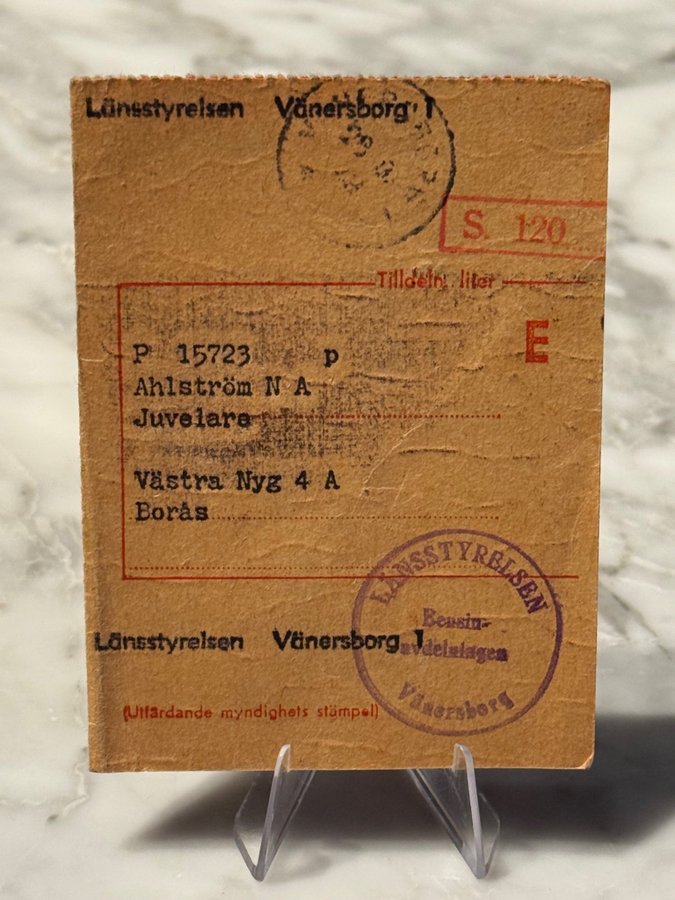 Länsstyrelsen Vänersborg 1
S. 120
Tilldeln. liter
E
P 15723 p
Ahlström N A
Juvelare
Västra Nyg 4 A
Borås
LÄNSSTYRELSEN
Bensin-
avdelningen
Vänersborg
Länsstyrelsen Vänersborg 1
(Utfärdande myndighets stämpel)